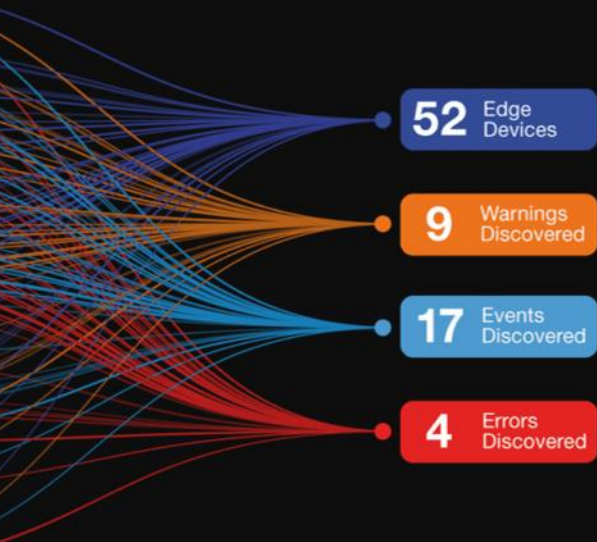 52 Edge
Devices
9 Warnings
Discovered
17 Events
Discovered
4 Errors
Discovered